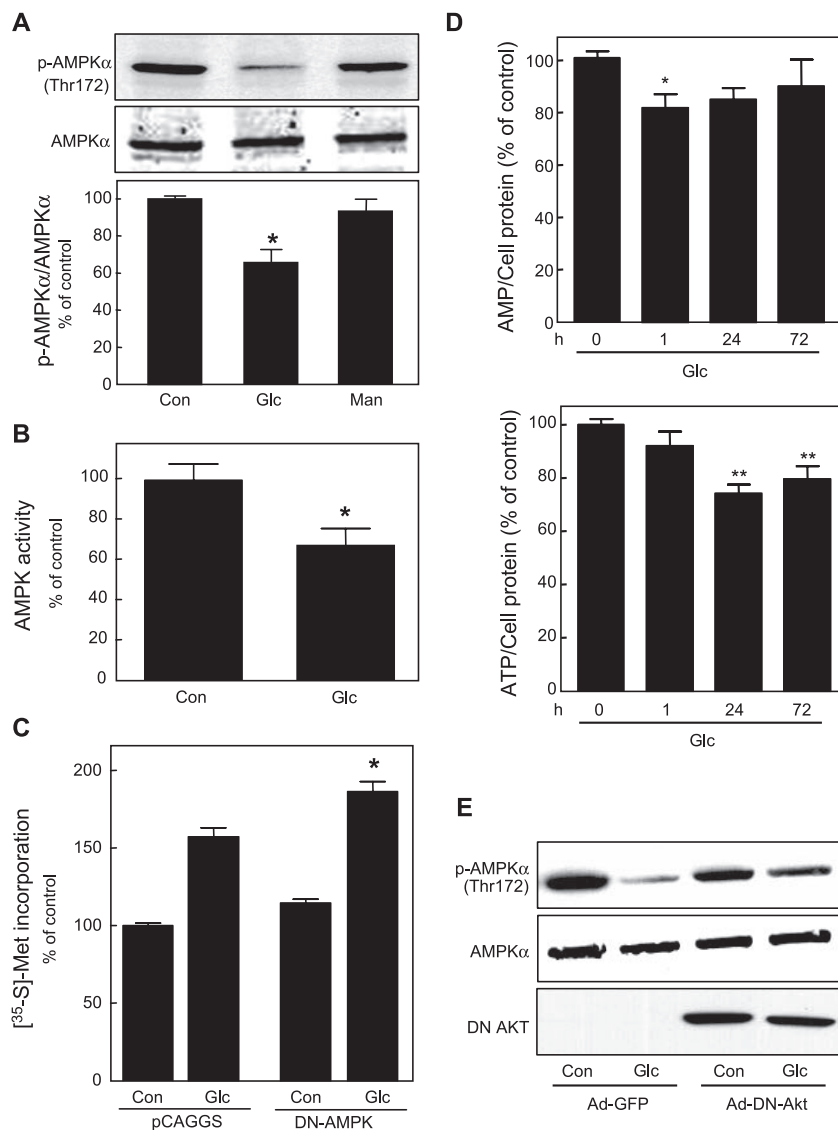 A
p-AMPKα
(Thr172)
AMPKα
p-AMPKα/AMPKα
% of control
100
80
60
40
20
0
*
Con Glc Man
B
AMPK activity
% of control
100
80
60
40
20
0
*
Con Glc
C
[35-S]-Met incorporation
% of control
200
150
100
50
0
*
Con Glc Con Glc
pCAGGS DN-AMPK
D
AMP/Cell protein (% of control)
100
80
60
40
20
0
*
h 0 1 24 72
Glc
ATP/Cell protein (% of control)
100
80
60
40
20
0
** **
h 0 1 24 72
Glc
E
p-AMPKα
(Thr172)
AMPKα
DN AKT
Con Glc Con Glc
Ad-GFP Ad-DN-Akt